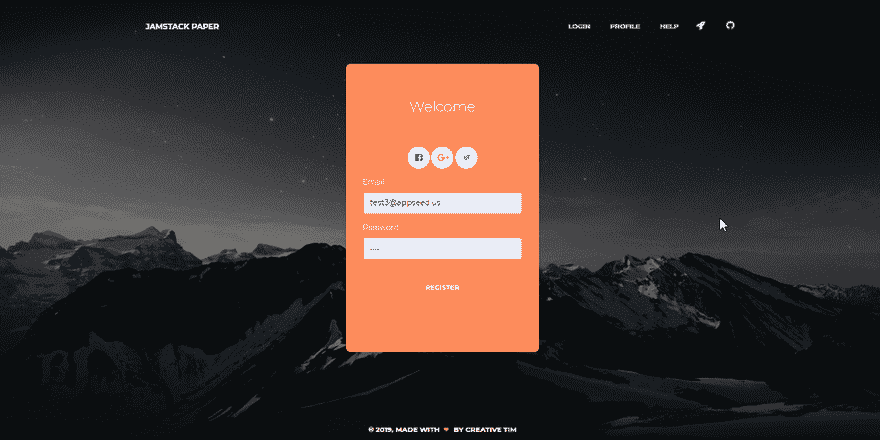 JAMSTACK PAPER
LOGIN PROFILE HELP
Welcome
Email
test3@appseed.us
Password
REGISTER
© 2019, MADE WITH ❤ BY CREATIVE TIM